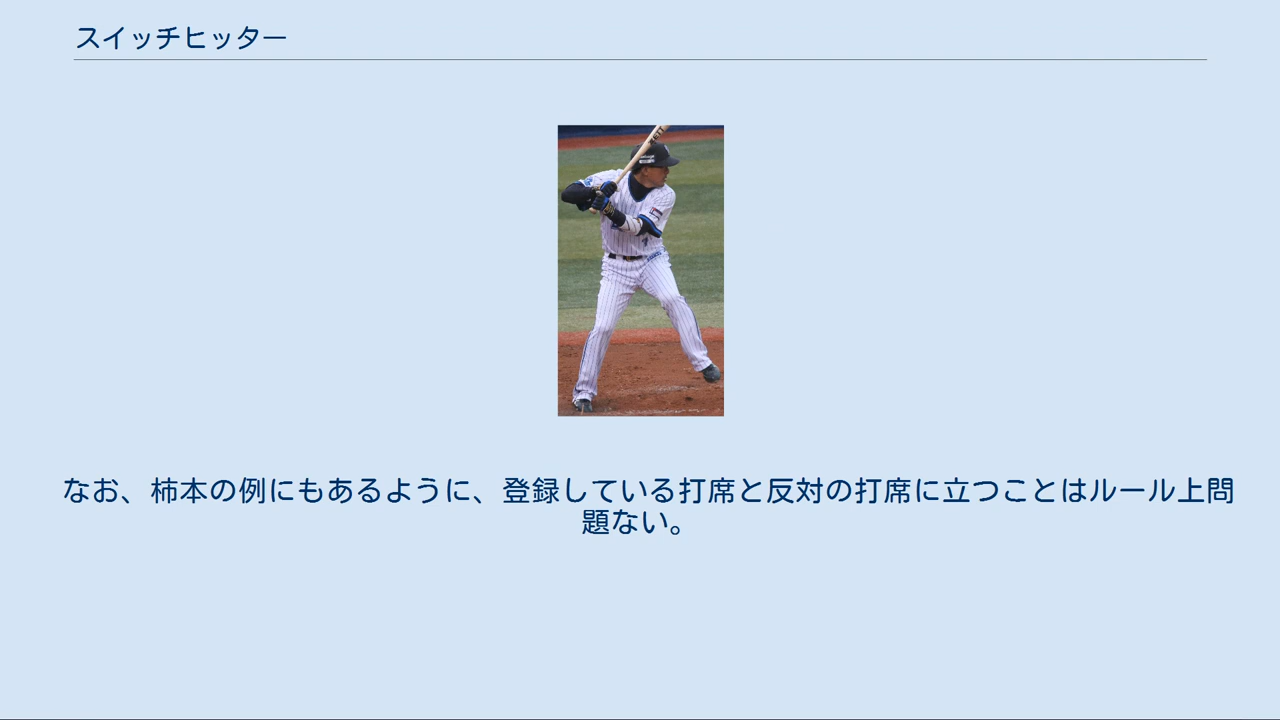 スイッチヒッター
なお、柿本の例にもあるように、登録している打席と反対の打席に立つことはルール上問
題ない。